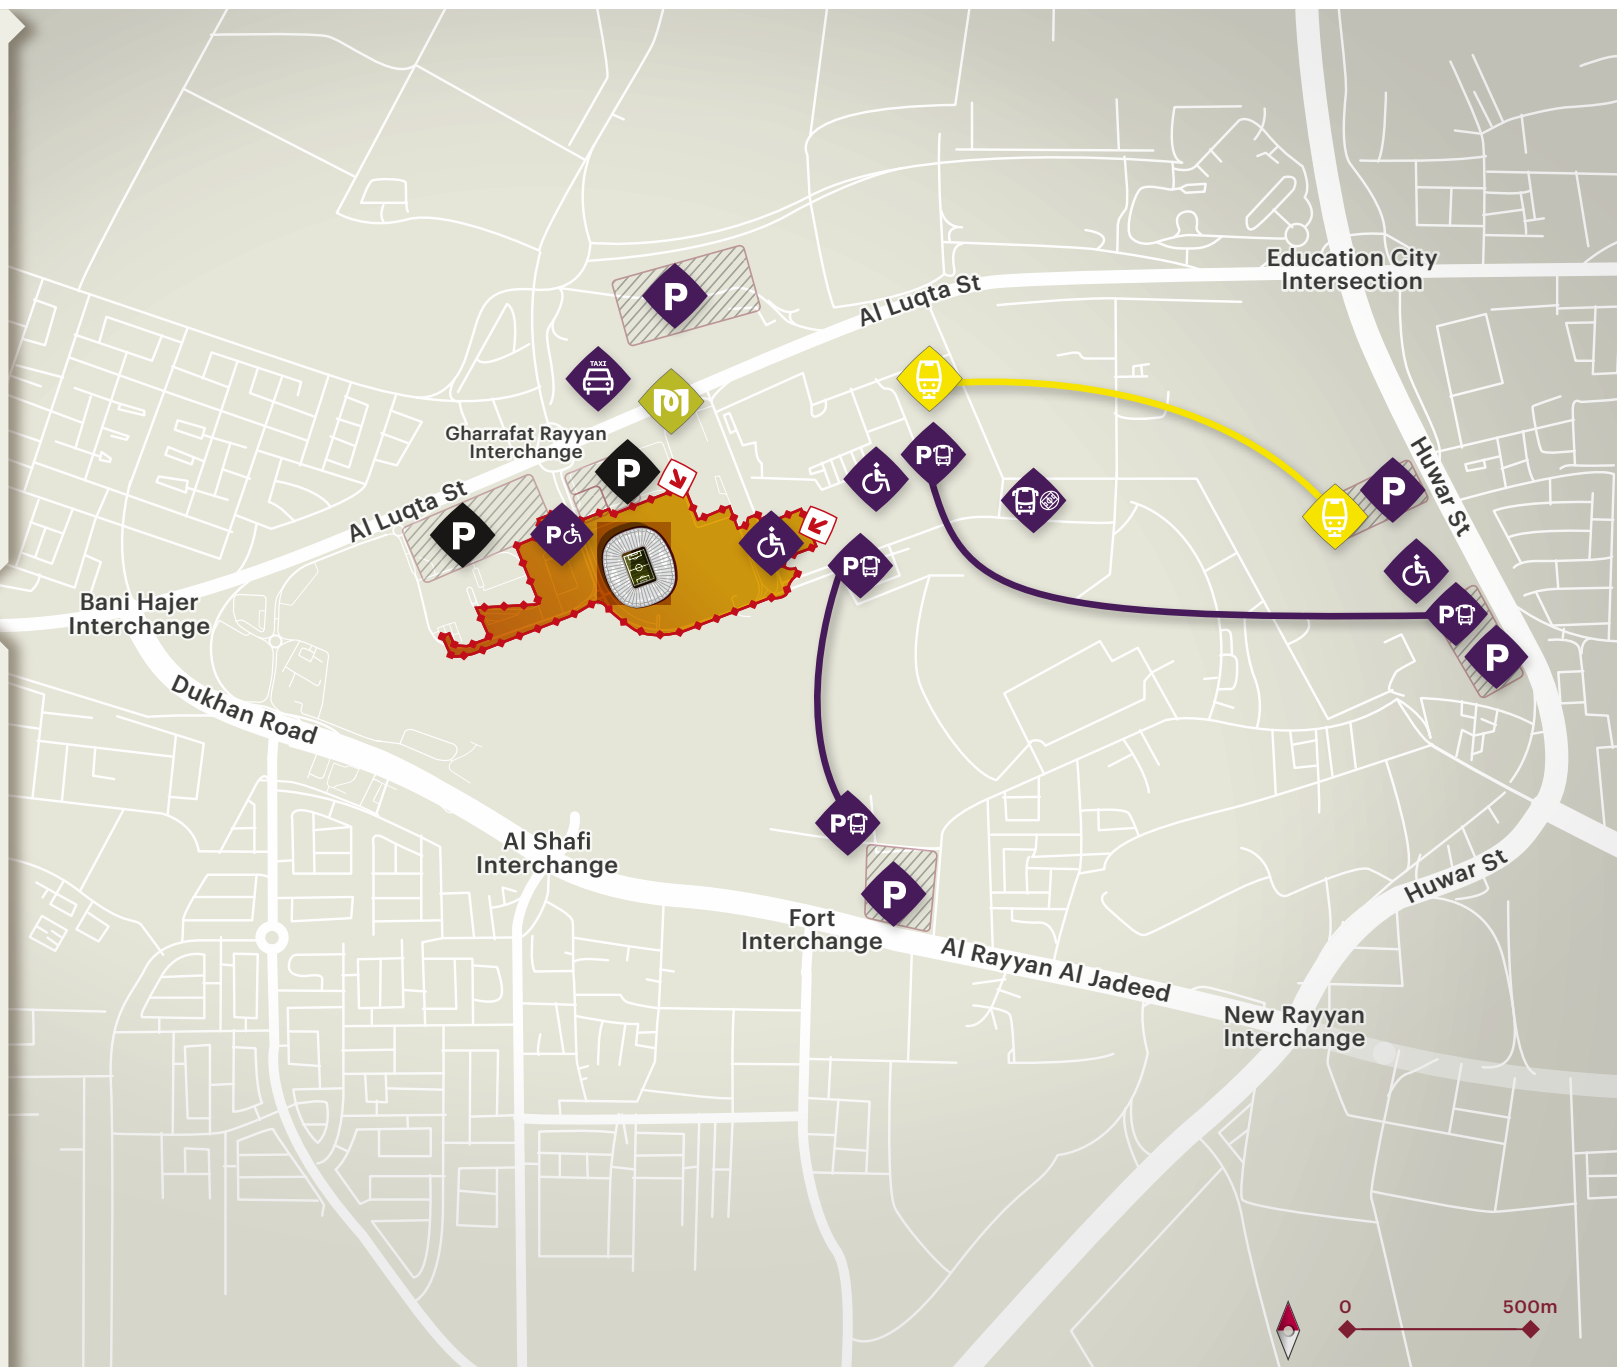 Education City
Intersection
Al Luqta St
P
TAXI
Gharrafat Rayyan
Interchange
P
P
Huwar St
P
Al Luqta St
P
P
P
Bani Hajer
Interchange
P
P
Dukhan Road
P
Al Shafi
Interchange
Huwar St
P
Fort
Interchange
Al Rayyan Al Jadeed
New Rayyan
Interchange
0 500m